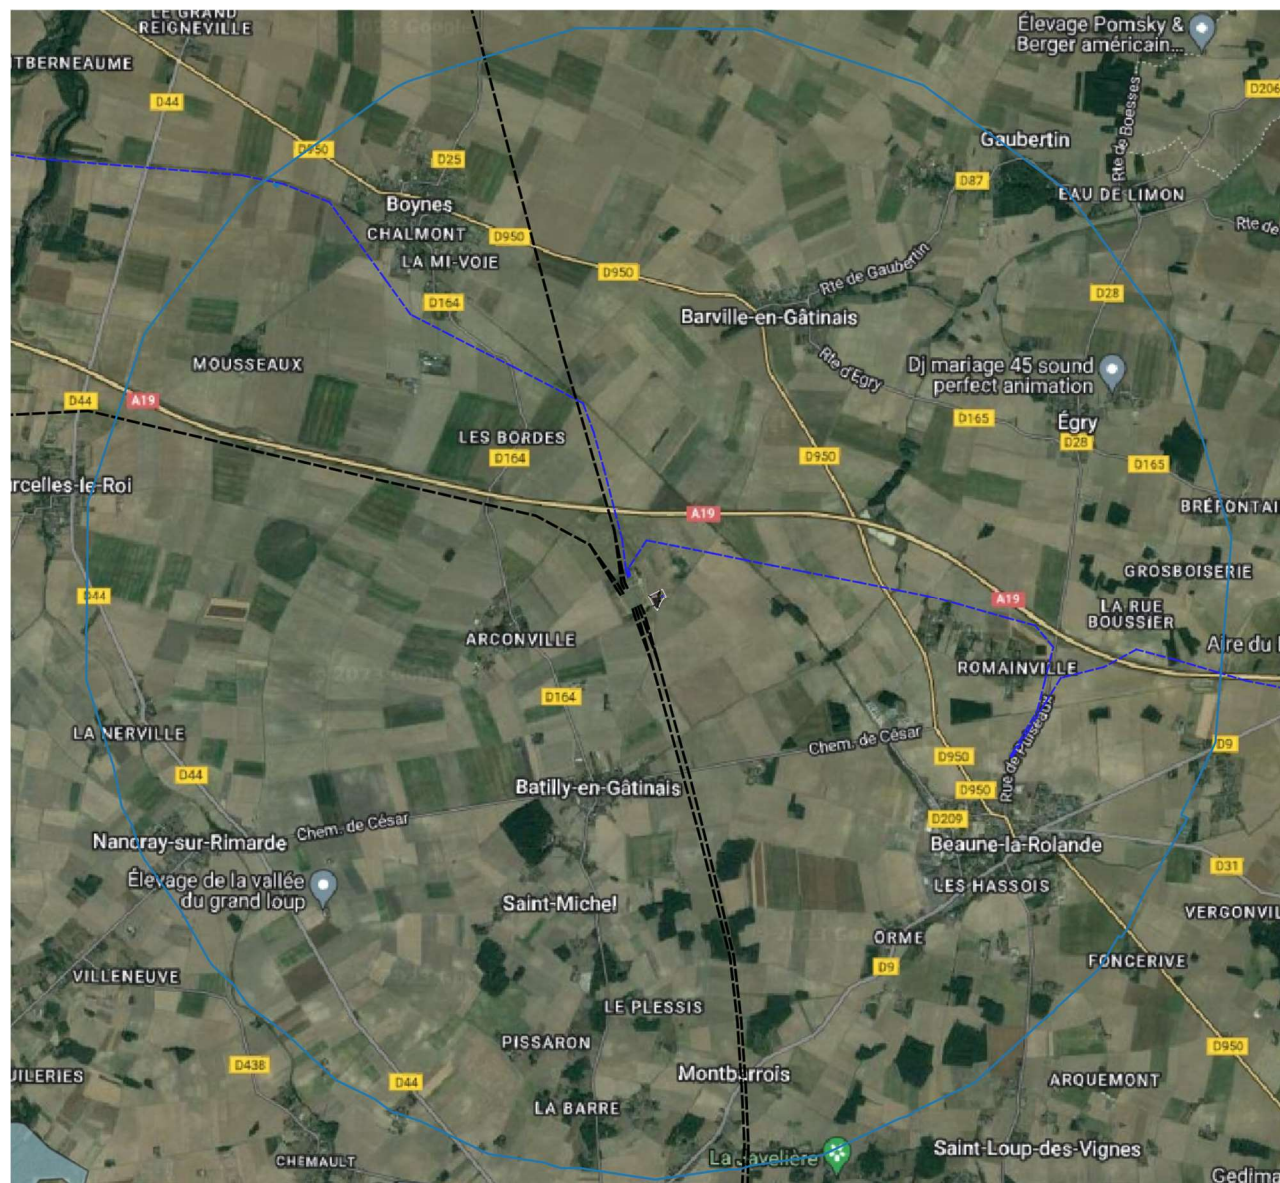 LE GRAND
REIGNEVILLE
Élevage Pomsky &
Berger américain...
TBERNEAUME
D206
D44
Rte de Boesses
Gaubertin
D950
D25
D87
EAU DE LIMON
Boynes
Rte de
CHALMONT
D950
LA MI-VOIE
Rte de Gaubertin
D950
D28
D164
Barville-en-Gâtinais
MOUSSEAUX
Rte d'Egry
Dj mariage 45 sound
perfect animation
D44
A19
D165
Égry
LES BORDES
D28
D164
D950
D165
rcelles-le-Roi
BRÉFONTAI
A19
GROSBOISERIE
D44
A19
LA RUE
BOUSSIER
ARCONVILLE
Aire du
ROMAINVILLE
D164
LA NERVILLE
Chem. de César
Rue de Puiseaux
D9
D950
D44
Batilly-en-Gâtinais
D950
Chem. de César
D209
Nancray-sur-Rimarde
Beaune-la-Rolande
D31
Élevage de la vallée
du grand loup
LES HASSOIS
Saint-Michel
VERGONVIL
ORME
VILLENEUVE
D9
FONCERIVE
LE PLESSIS
PISSARON
D950
D438
UILERIES
D44
Montbarrois
ARQUEMONT
LA BARRE
La Javelière
Saint-Loup-des-Vignes
CHEMAULT
Gedima